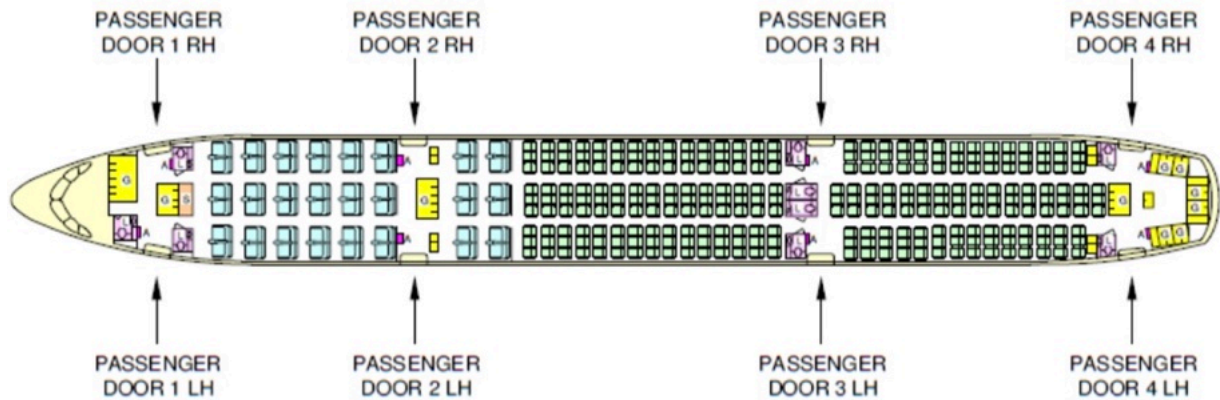 PASSENGER
DOOR 1 RH
PASSENGER
DOOR 2 RH
PASSENGER
DOOR 3 RH
PASSENGER
DOOR 4 RH
L
A
A
L
A
L
A
G G
G
G
S
G
L
L
G
G
G
L
A
A
L
A
L
A
G G
L
PASSENGER
DOOR 1 LH
PASSENGER
DOOR 2 LH
PASSENGER
DOOR 3 LH
PASSENGER
DOOR 4 LH